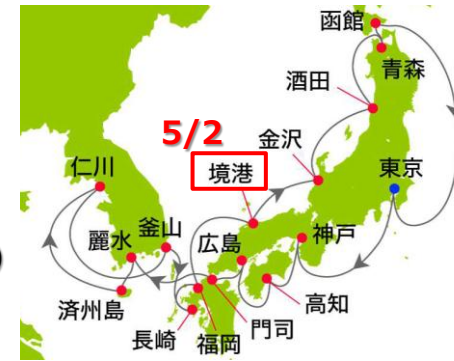 函館
青森
酒田
5/2
金沢
仁川
境港
東京
麗水
釜山
広島
神戸
済州島
高知
長崎
福岡
門司